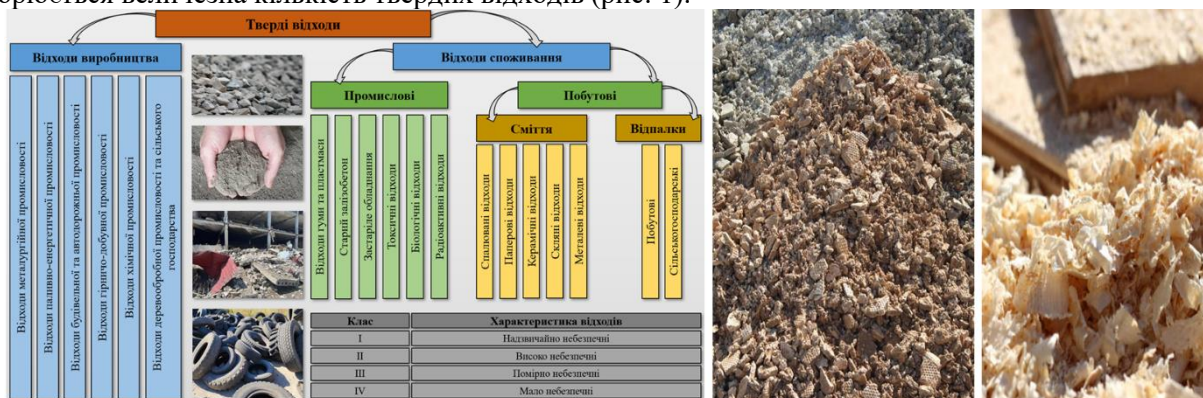 орюється величезна кількість твердих відходів (рис. 1).
Тверді відходи
Відходи виробництва
Відходи споживання
Промислові
Побутові
Сміття
Відпалки
Відходи металургійної промисловості
Відходи паливно-енергетичної промисловості
Відходи будівельної та автодорожньої промисловості
Відходи гірничо-добувної промисловості
Відходи хімічної промисловості
Відходи деревообробної промисловості та сільського
господарства
Відходи гуми та пластмаси
Старий залізобетон
Застаріле обладнання
Токсичні відходи
Біологічні відходи
Радіоактивні відходи
Спалювані відходи
Паперові відходи
Керамічні відходи
Скляні відходи
Металеві відходи
Побутові
Сільськогосподарські
Клас
Характеристика відходів
I
Надзвичайно небезпечні
II
Високо небезпечні
III
Помірно небезпечні
IV
Мало небезпечні